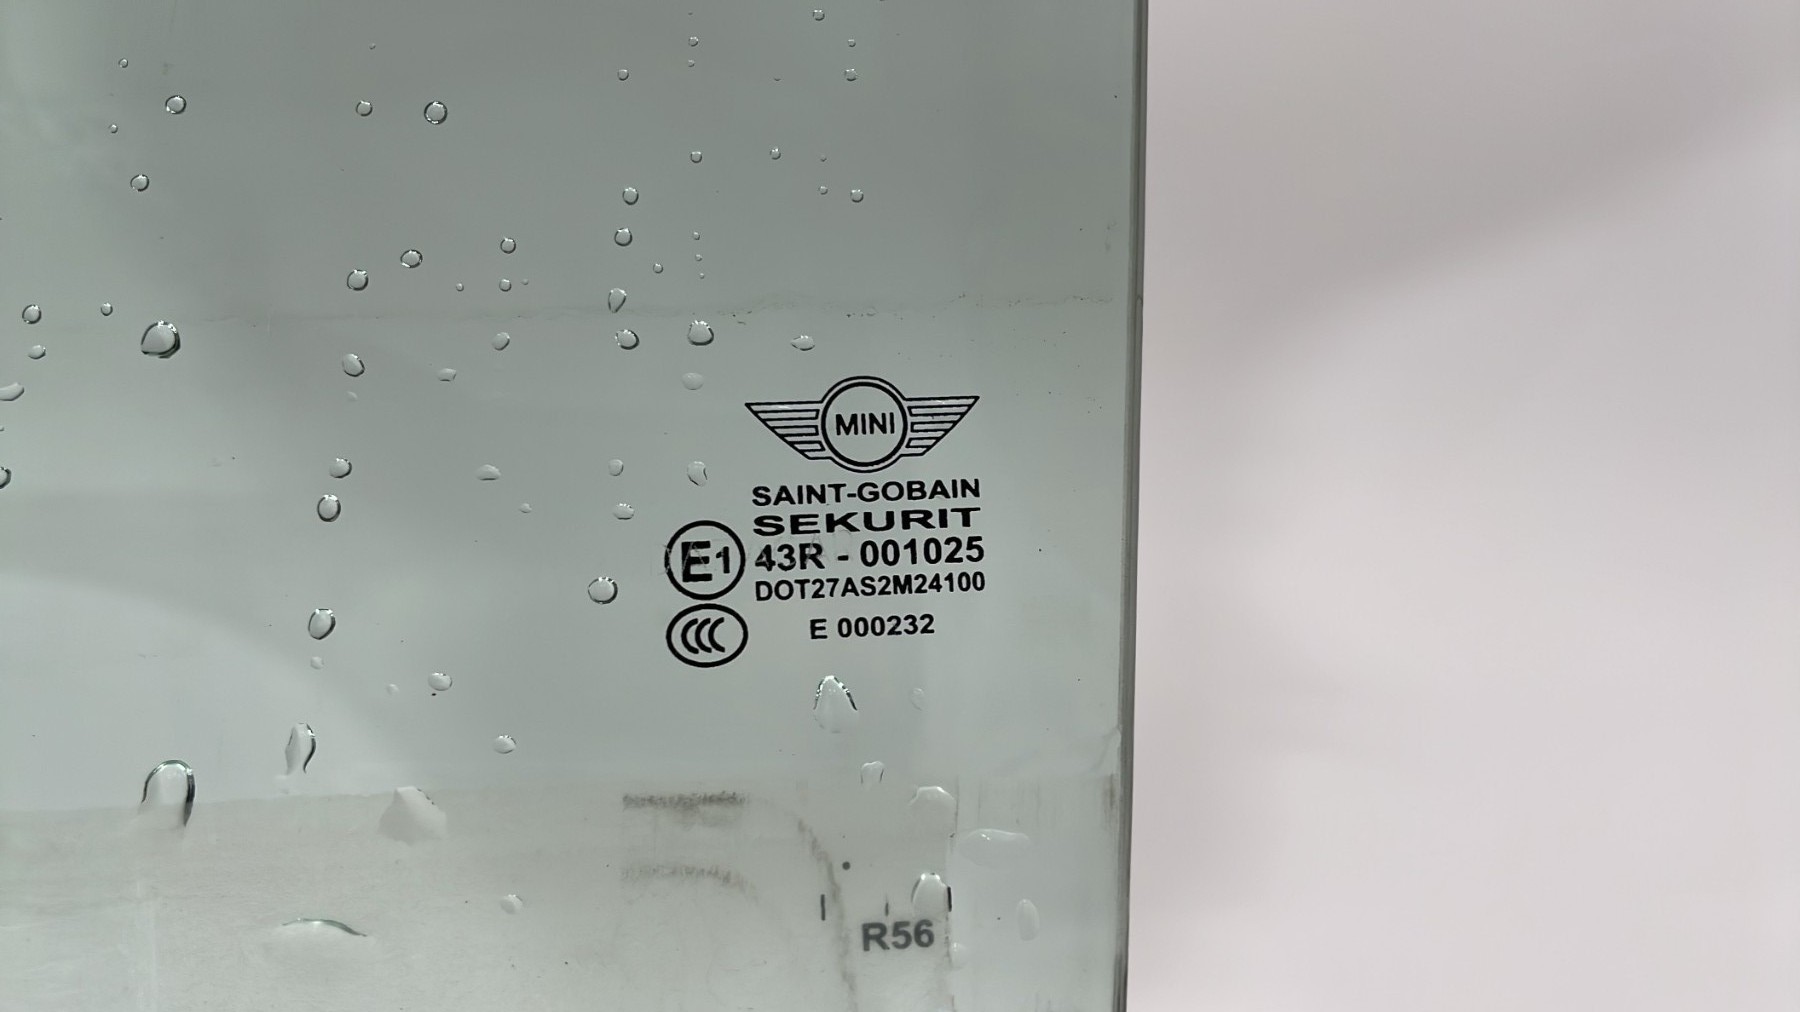 MINI
SAINT-GOBAIN
SEKURIT
E1 43R - 001025
DOT27AS2M24100
CCC E 000232
R56